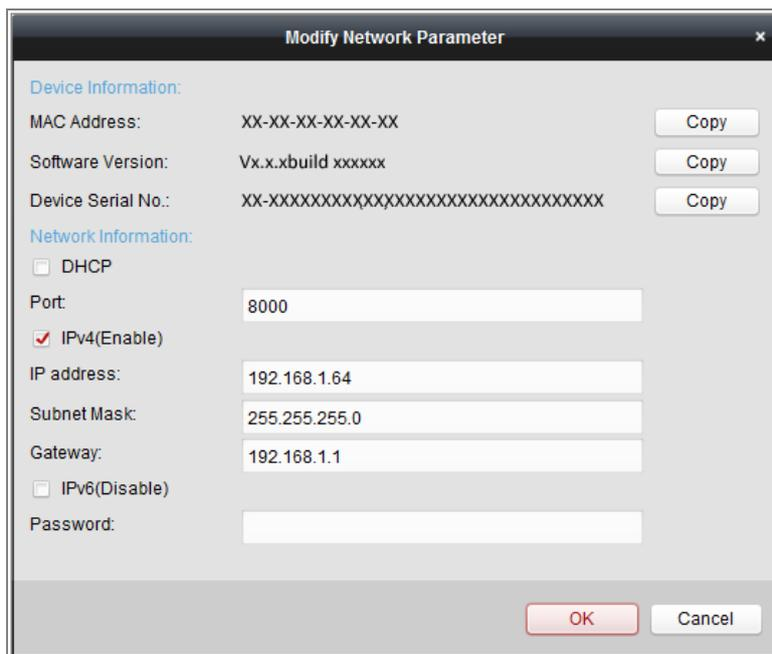 Modify Network Parameter ×
Device Information:
MAC Address: XX-XX-XX-XX-XX-XX Copy
Software Version: Vx.x.xbuild xxxxxx Copy
Device Serial No.: XX-XXXXXXXXXXXXXXXXXXXXXXXXXXXXXXXX Copy
Network Information:
DHCP
Port: 8000
IPv4(Enable)
IP address: 192.168.1.64
Subnet Mask: 255.255.255.0
Gateway: 192.168.1.1
IPv6(Disable)
Password:
OK Cancel